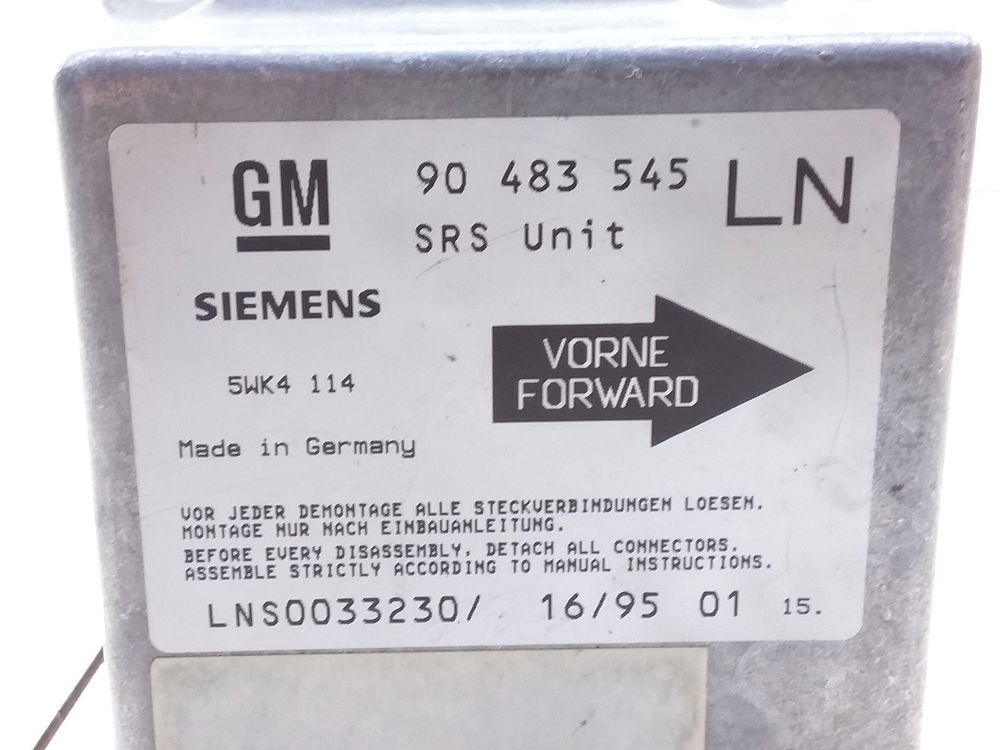 GM
90 483 545
LN
SRS Unit
SIEMENS
VORNE
FORWARD
5WK4 114
Made in Germany
VOR JEDER DEMONTAGE ALLE STECKVERBINDUNGEN LOESEN.
MONTAGE NUR NACH EINBAUANLEITUNG.
BEFORE EVERY DISASSEMBLY, DETACH ALL CONNECTORS.
ASSEMBLE STRICTLY ACCORDING TO MANUAL INSTRUCTIONS.
LNS0033230/ 16/95 01 15.